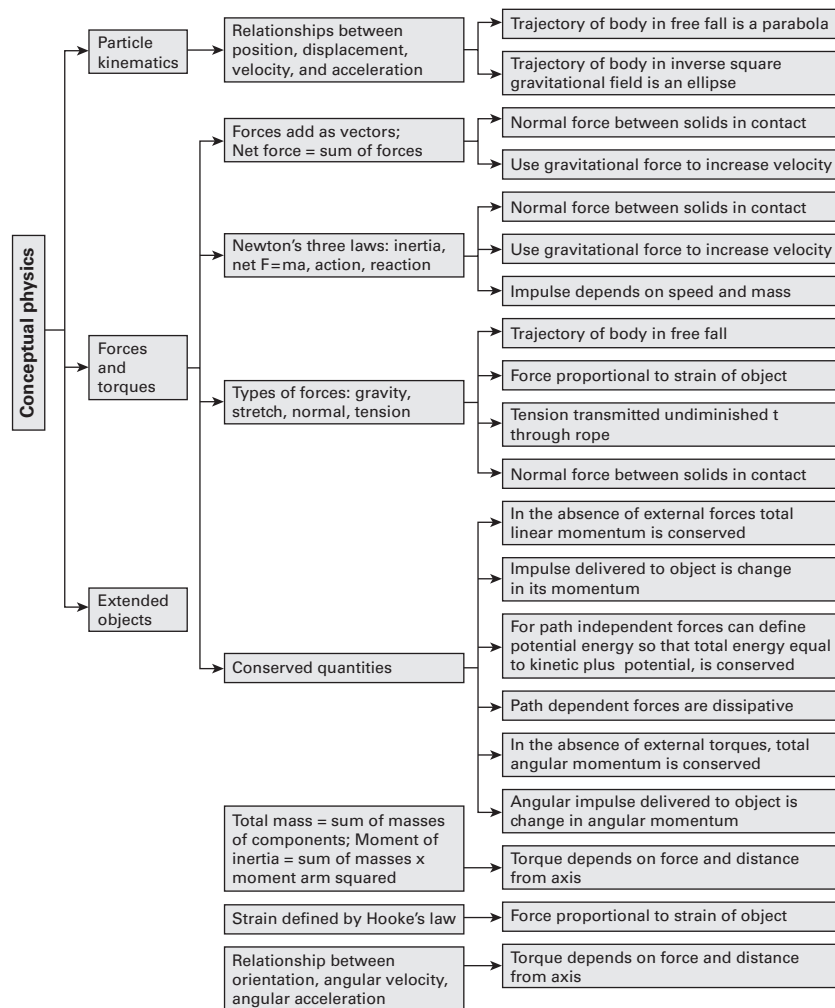 Conceptual physics
Particle
kinematics
Relationships between
position, displacement,
velocity, and acceleration
Trajectory of body in free fall is a parabola
Trajectory of body in inverse square
gravitational field is an ellipse
Forces
and
torques
Forces add as vectors;
Net force = sum of forces
Normal force between solids in contact
Use gravitational force to increase velocity
Newton's three laws: inertia,
net F=ma, action, reaction
Normal force between solids in contact
Use gravitational force to increase velocity
Impulse depends on speed and mass
Types of forces: gravity,
stretch, normal, tension
Trajectory of body in free fall
Force proportional to strain of object
Tension transmitted undiminished t
through rope
Normal force between solids in contact
Conserved quantities
In the absence of external forces total
linear momentum is conserved
Impulse delivered to object is change
in its momentum
For path independent forces can define
potential energy so that total energy equal
to kinetic plus potential, is conserved
Path dependent forces are dissipative
In the absence of external torques, total
angular momentum is conserved
Angular impulse delivered to object is
change in angular momentum
Extended
objects
Total mass = sum of masses
of components; Moment of
inertia = sum of masses x
moment arm squared
Torque depends on force and distance
from axis
Strain defined by Hooke's law
Force proportional to strain of object
Relationship between
orientation, angular velocity,
angular acceleration
Torque depends on force and distance
from axis